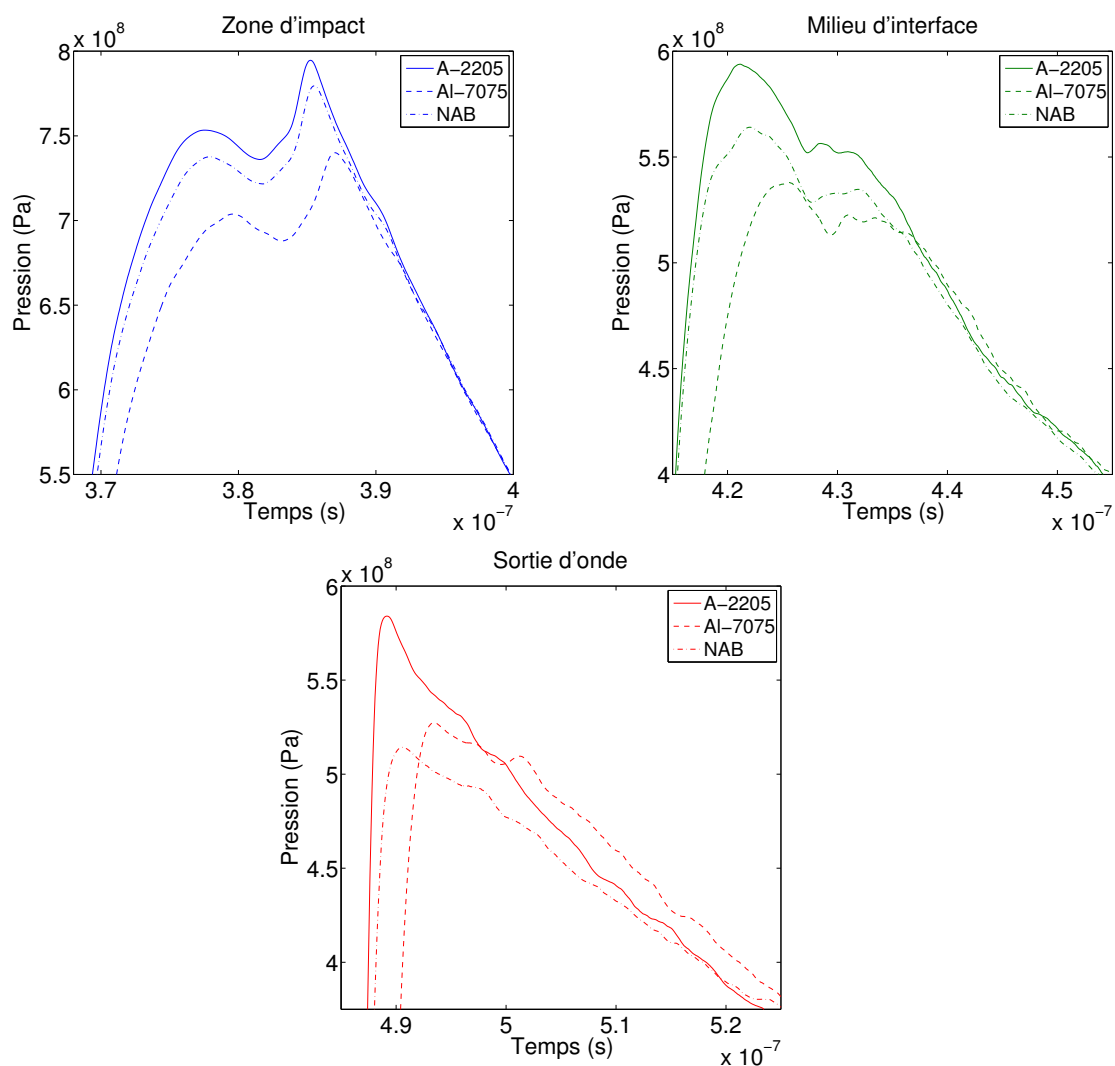 Zone d'impact
x 10^8
8
7.5
7
6.5
6
5.5
Pression (Pa)
3.7
3.8
3.9
4
Temps (s)
x 10^-7
A-2205
Al-7075
NAB
Milieu d'interface
x 10^8
6
5.5
5
4.5
4
Pression (Pa)
4.2
4.3
4.4
4.5
Temps (s)
x 10^-7
A-2205
Al-7075
NAB
Sortie d'onde
x 10^8
6
5.5
5
4.5
4
Pression (Pa)
4.9
5
5.1
5.2
Temps (s)
x 10^-7
A-2205
Al-7075
NAB